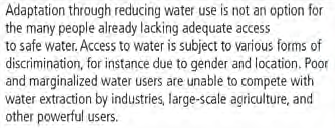 Adaptation through reducing water use is not an option for
the many people already lacking adequate access
to safe water. Access to water is subject to various forms of
discrimination, for instance due to gender and location. Poor
and marginalized water users are unable to compete with
water extraction by industries, large-scale agriculture, and
other powerful users.